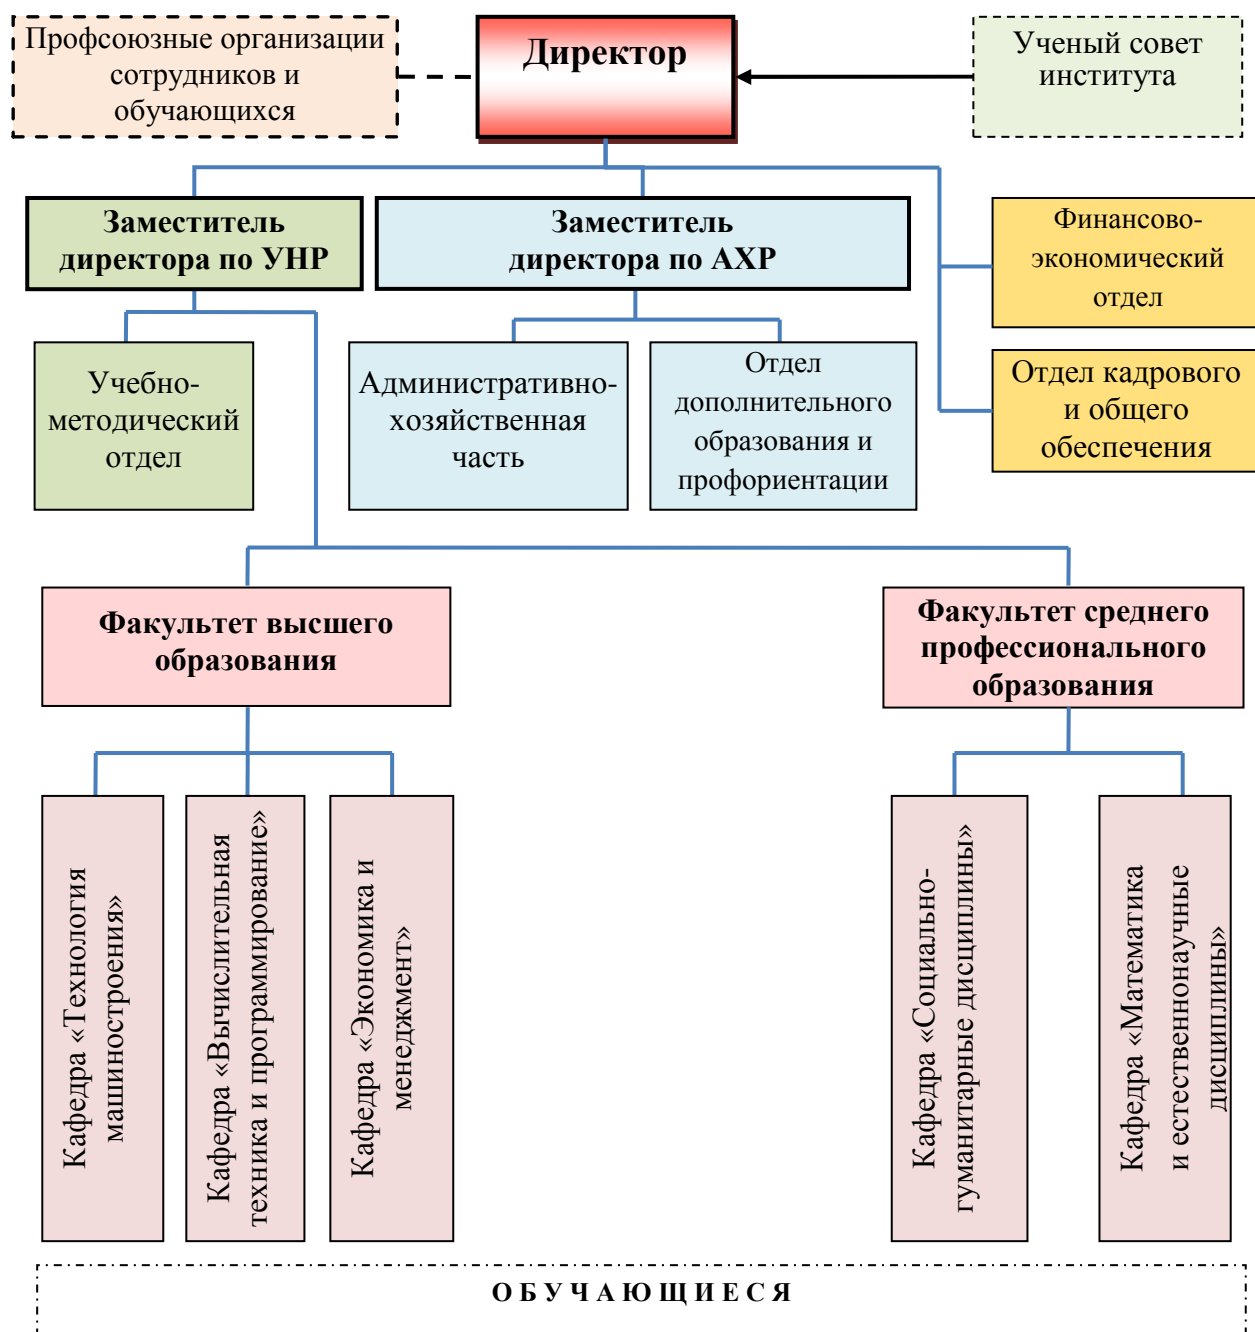 Профсоюзные организации
сотрудников и
обучающихся
Директор
Ученый совет
института
Заместитель
директора по УНР
Заместитель
директора по АХР
Финансово-
экономический
отдел
Учебно-
методический
отдел
Административно-
хозяйственная
часть
Отдел
дополнительного
образования и
профориентации
Отдел кадрового
и общего
обеспечения
Факультет высшего
образования
Факультет среднего
профессионального
образования
Кафедра «Технология
машиностроения»
Кафедра «Вычислительная
техника и программирование»
Кафедра «Экономика и
менеджмент»
Кафедра «Социально-
гуманитарные дисциплины»
Кафедра «Математика
и естественнонаучные
дисциплины»
О Б У Ч А Ю Щ И Е С Я